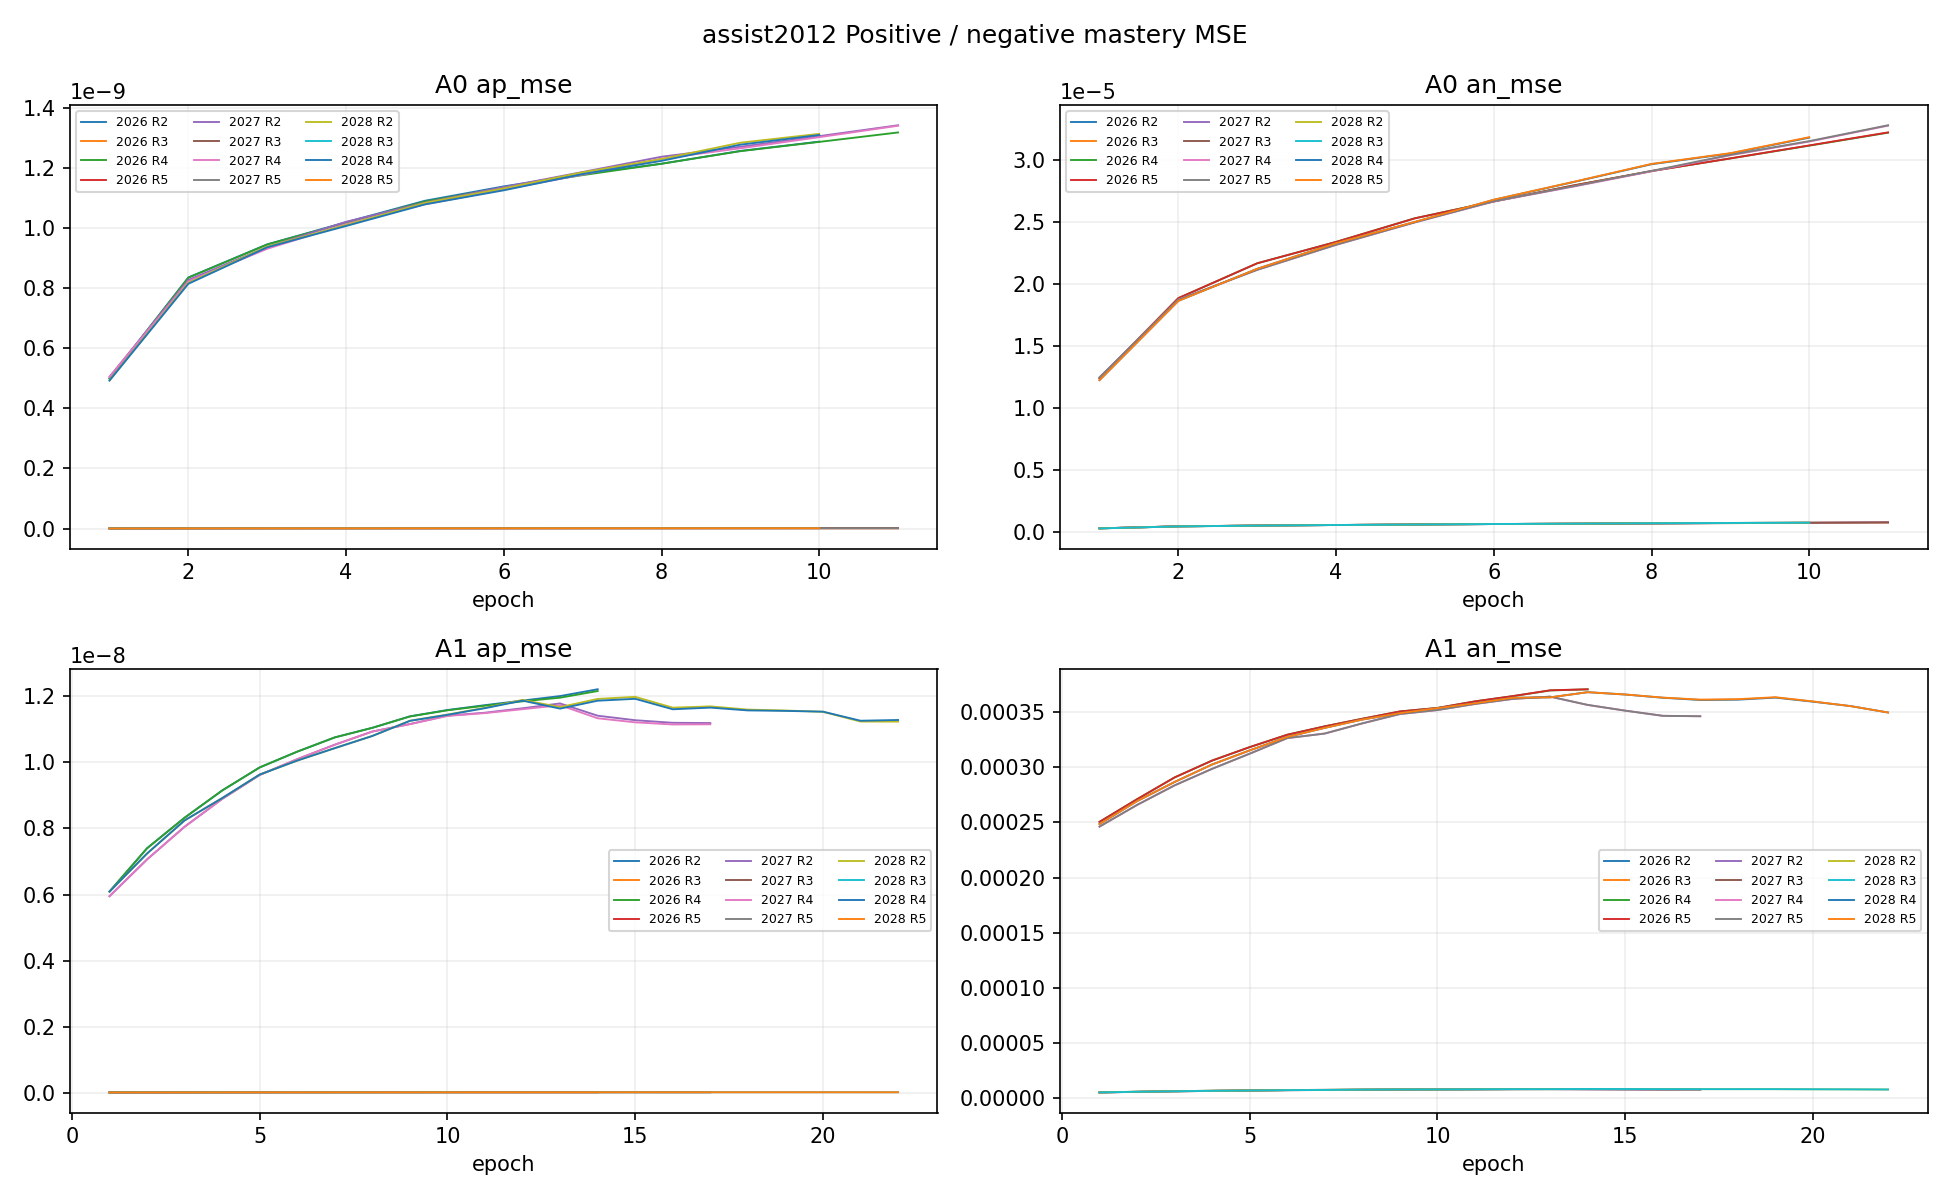 assist2012 Positive / negative mastery MSE
A0 ap_mse
1e−9
1.4
1.2
1.0
0.8
0.6
0.4
0.2
0.0
2026 R2 2027 R2 2028 R2
2026 R3 2027 R3 2028 R3
2026 R4 2027 R4 2028 R4
2026 R5 2027 R5 2028 R5
2 4 6 8 10
epoch
A0 an_mse
1e−5
3.0
2.5
2.0
1.5
1.0
0.5
0.0
2026 R2 2027 R2 2028 R2
2026 R3 2027 R3 2028 R3
2026 R4 2027 R4 2028 R4
2026 R5 2027 R5 2028 R5
2 4 6 8 10
epoch
A1 ap_mse
1e−8
1.2
1.0
0.8
0.6
0.4
0.2
0.0
2026 R2 2027 R2 2028 R2
2026 R3 2027 R3 2028 R3
2026 R4 2027 R4 2028 R4
2026 R5 2027 R5 2028 R5
0 5 10 15 20
epoch
A1 an_mse
0.00035
0.00030
0.00025
0.00020
0.00015
0.00010
0.00005
0.00000
2026 R2 2027 R2 2028 R2
2026 R3 2027 R3 2028 R3
2026 R4 2027 R4 2028 R4
2026 R5 2027 R5 2028 R5
0 5 10 15 20
epoch